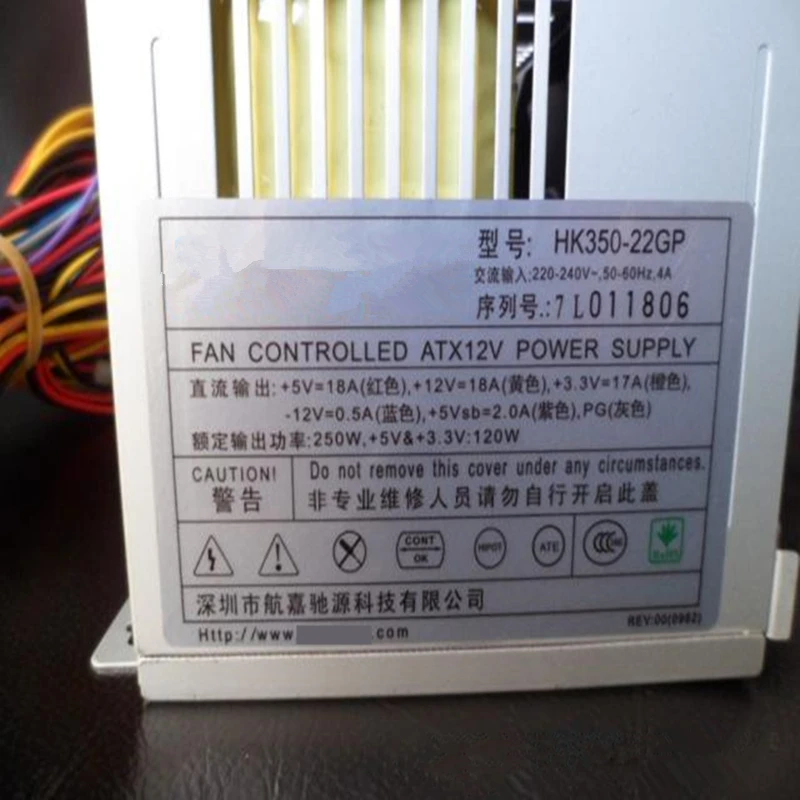 型号: HK350-22GP
交流输入:220-240V~,50-60Hz,4A
序列号.:7L011806
FAN CONTROLLED ATX12V POWER SUPPLY
直流输出:+5V=18A(红色),+12V=18A(黄色),+3.3V=17A(橙色),
-12V=0.5A(蓝色),+5Vsb=2.0A(紫色),PG(灰色)
额定输出功率:250W,+5V&+3.3V:120W
CAUTION! Do not remove this cover under any circumstances.
警告 非专业维修人员请勿自行开启此盖
CONT OK HIPOT ATE RoHS
深圳市航嘉驰源科技有限公司
Http://www .com
REV:00(0982)